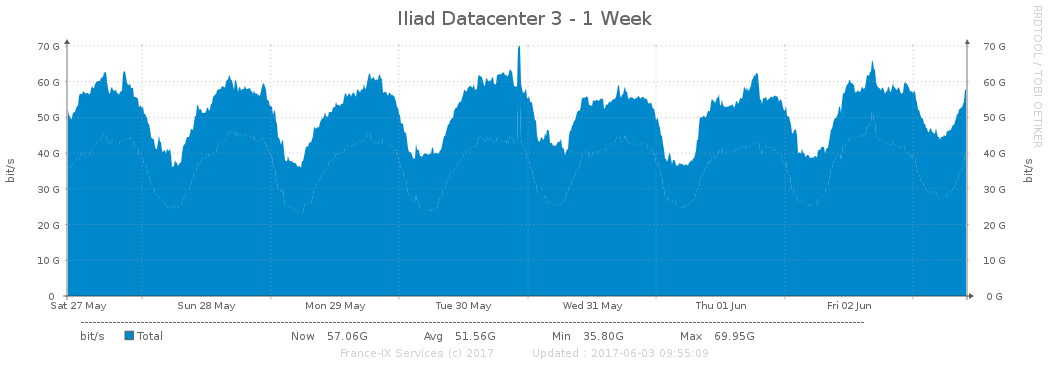 Iliad Datacenter 3 - 1 Week
RRDTOOL / TOBI OETIKER
70 G 70 G
60 G 60 G
50 G 50 G
40 G 40 G
30 G 30 G
20 G 20 G
10 G 10 G
0 0 G
bit/s bit/s
Sat 27 May Sun 28 May Mon 29 May Tue 30 May Wed 31 May Thu 01 Jun Fri 02 Jun
bit/s Total Now 57.06G Avg 51.56G Min 35.80G Max 69.95G
France-IX Services (c) 2017 Updated : 2017-06-03 09:55:09